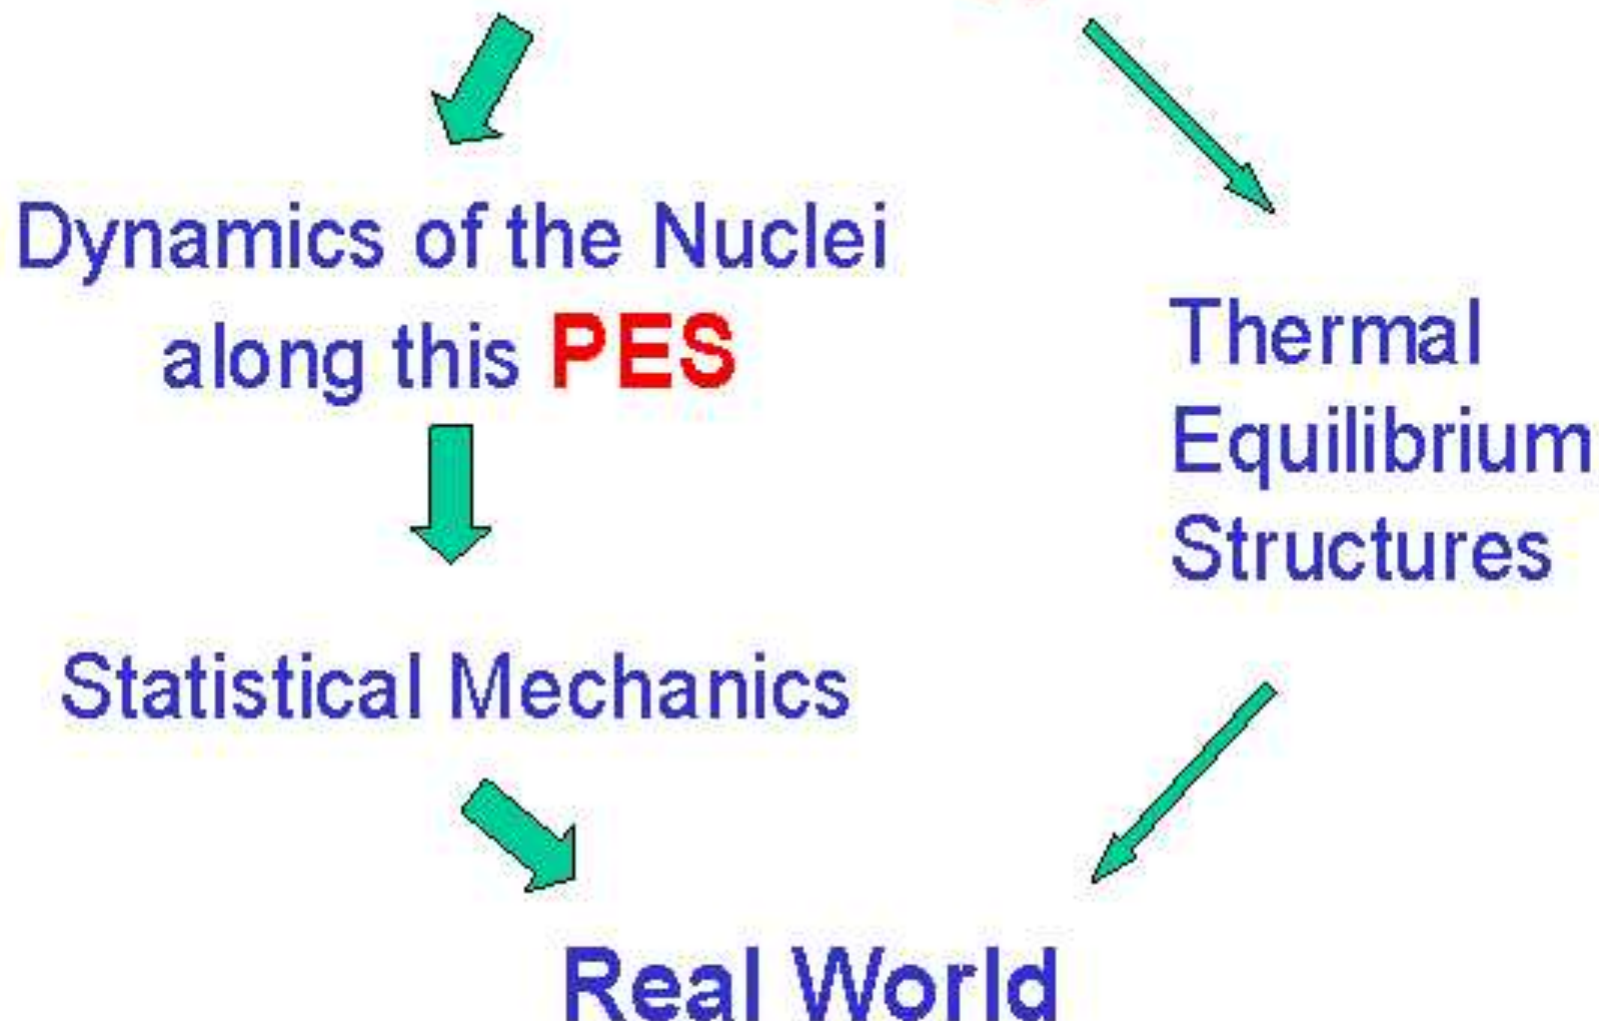 Dynamics of the Nuclei
along this PES
Thermal
Equilibrium
Structures
Statistical Mechanics
Real World